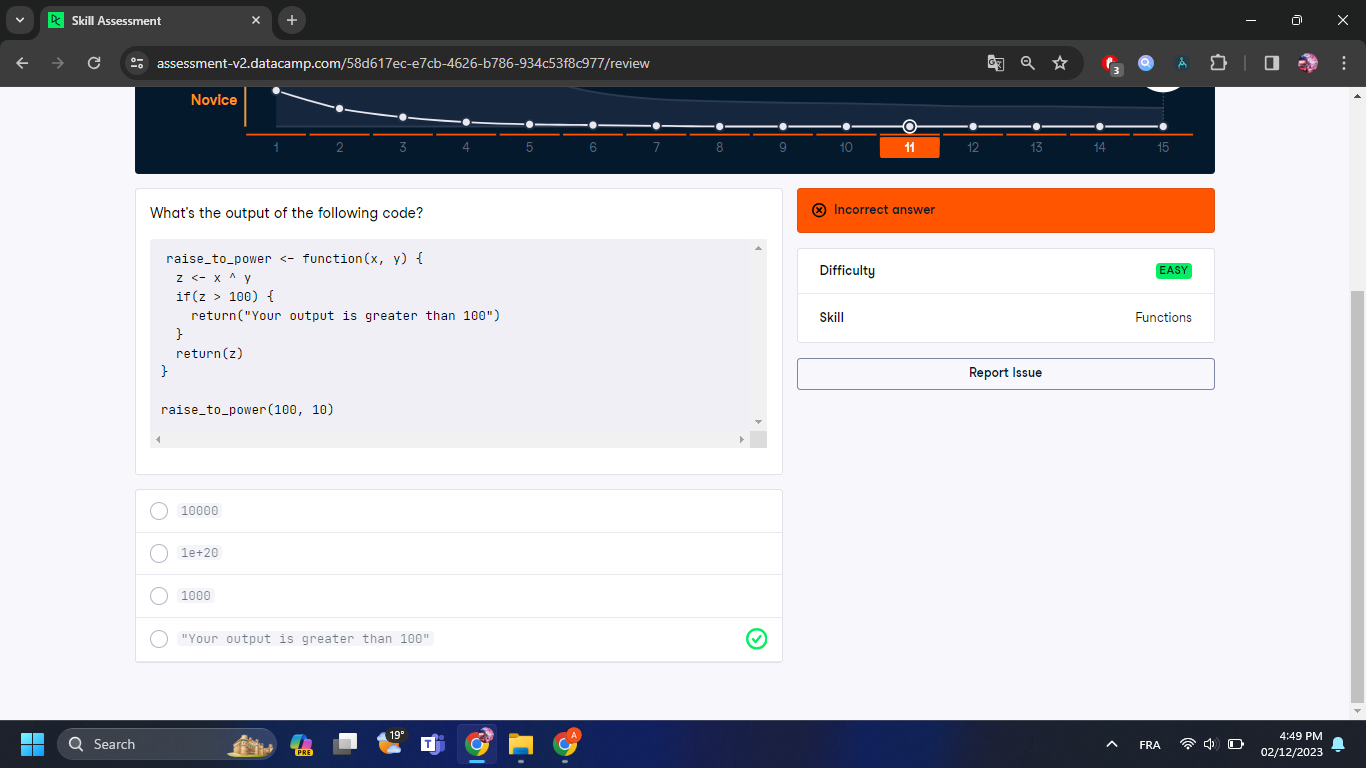 Skill Assessment
assessment-v2.datacamp.com/58d617ec-e7cb-4626-b786-934c53f8c977/review
3
Novice
1 2 3 4 5 6 7 8 9 10 11 12 13 14 15
What's the output of the following code?
raise_to_power <- function(x, y) {
z <- x ^ y
if(z > 100) {
return("Your output is greater than 100")
}
return(z)
}
raise_to_power(100, 10)
10000
1e+20
1000
"Your output is greater than 100"
Incorrect answer
Difficulty EASY
Skill Functions
Report Issue
Search
PRE
19°
A
FRA
4:49 PM
02/12/2023